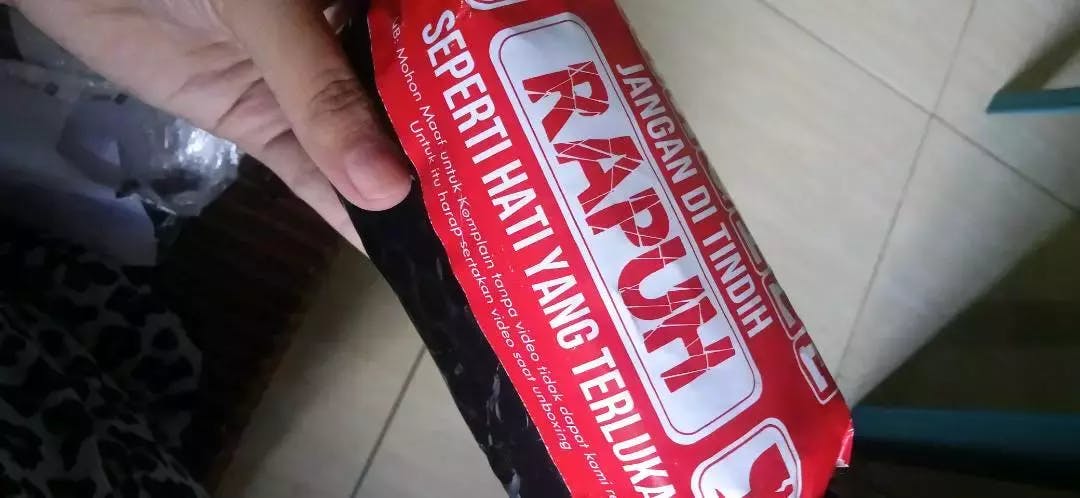 JANGAN DI TINDIH
RAPUH
SEPERTI HATI YANG TERLUKA
NB: Mohon Maaf untuk Komplain tanpa video tidak dapat kami
Untuk itu harap sertakan video saat unboxing